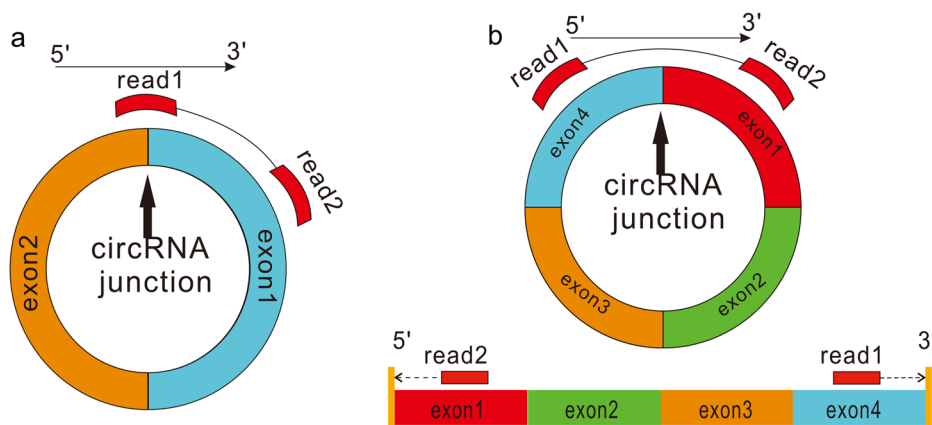 a
5' 3'
read1
read2
exon2
exon1
circRNA
junction
b
5' 3'
read1
read2
exon4
exon1
circRNA
junction
exon3
exon2
5' 3
read2 read1
exon1 exon2 exon3 exon4